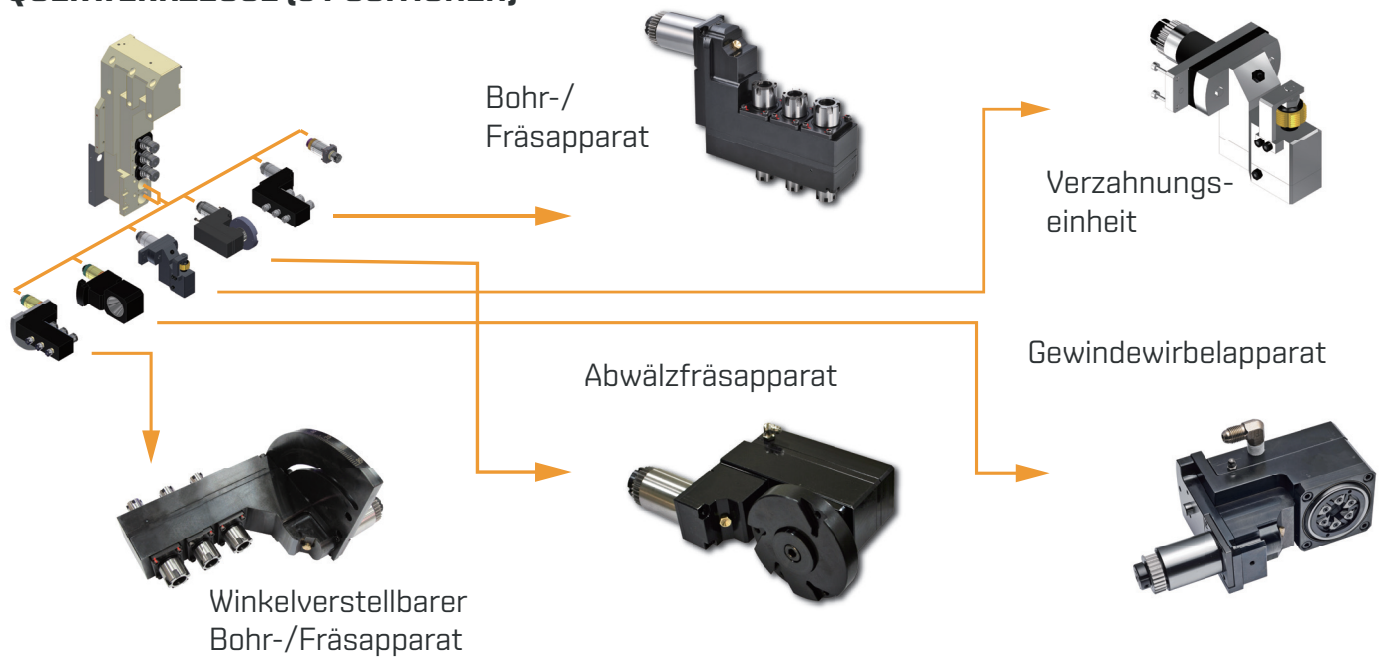 Bohr-/
Fräsapparat
Verzahnungs-
einheit
Abwälzfräsapparat
Gewindewirbelapparat
Winkelverstellbarer
Bohr-/Fräsapparat